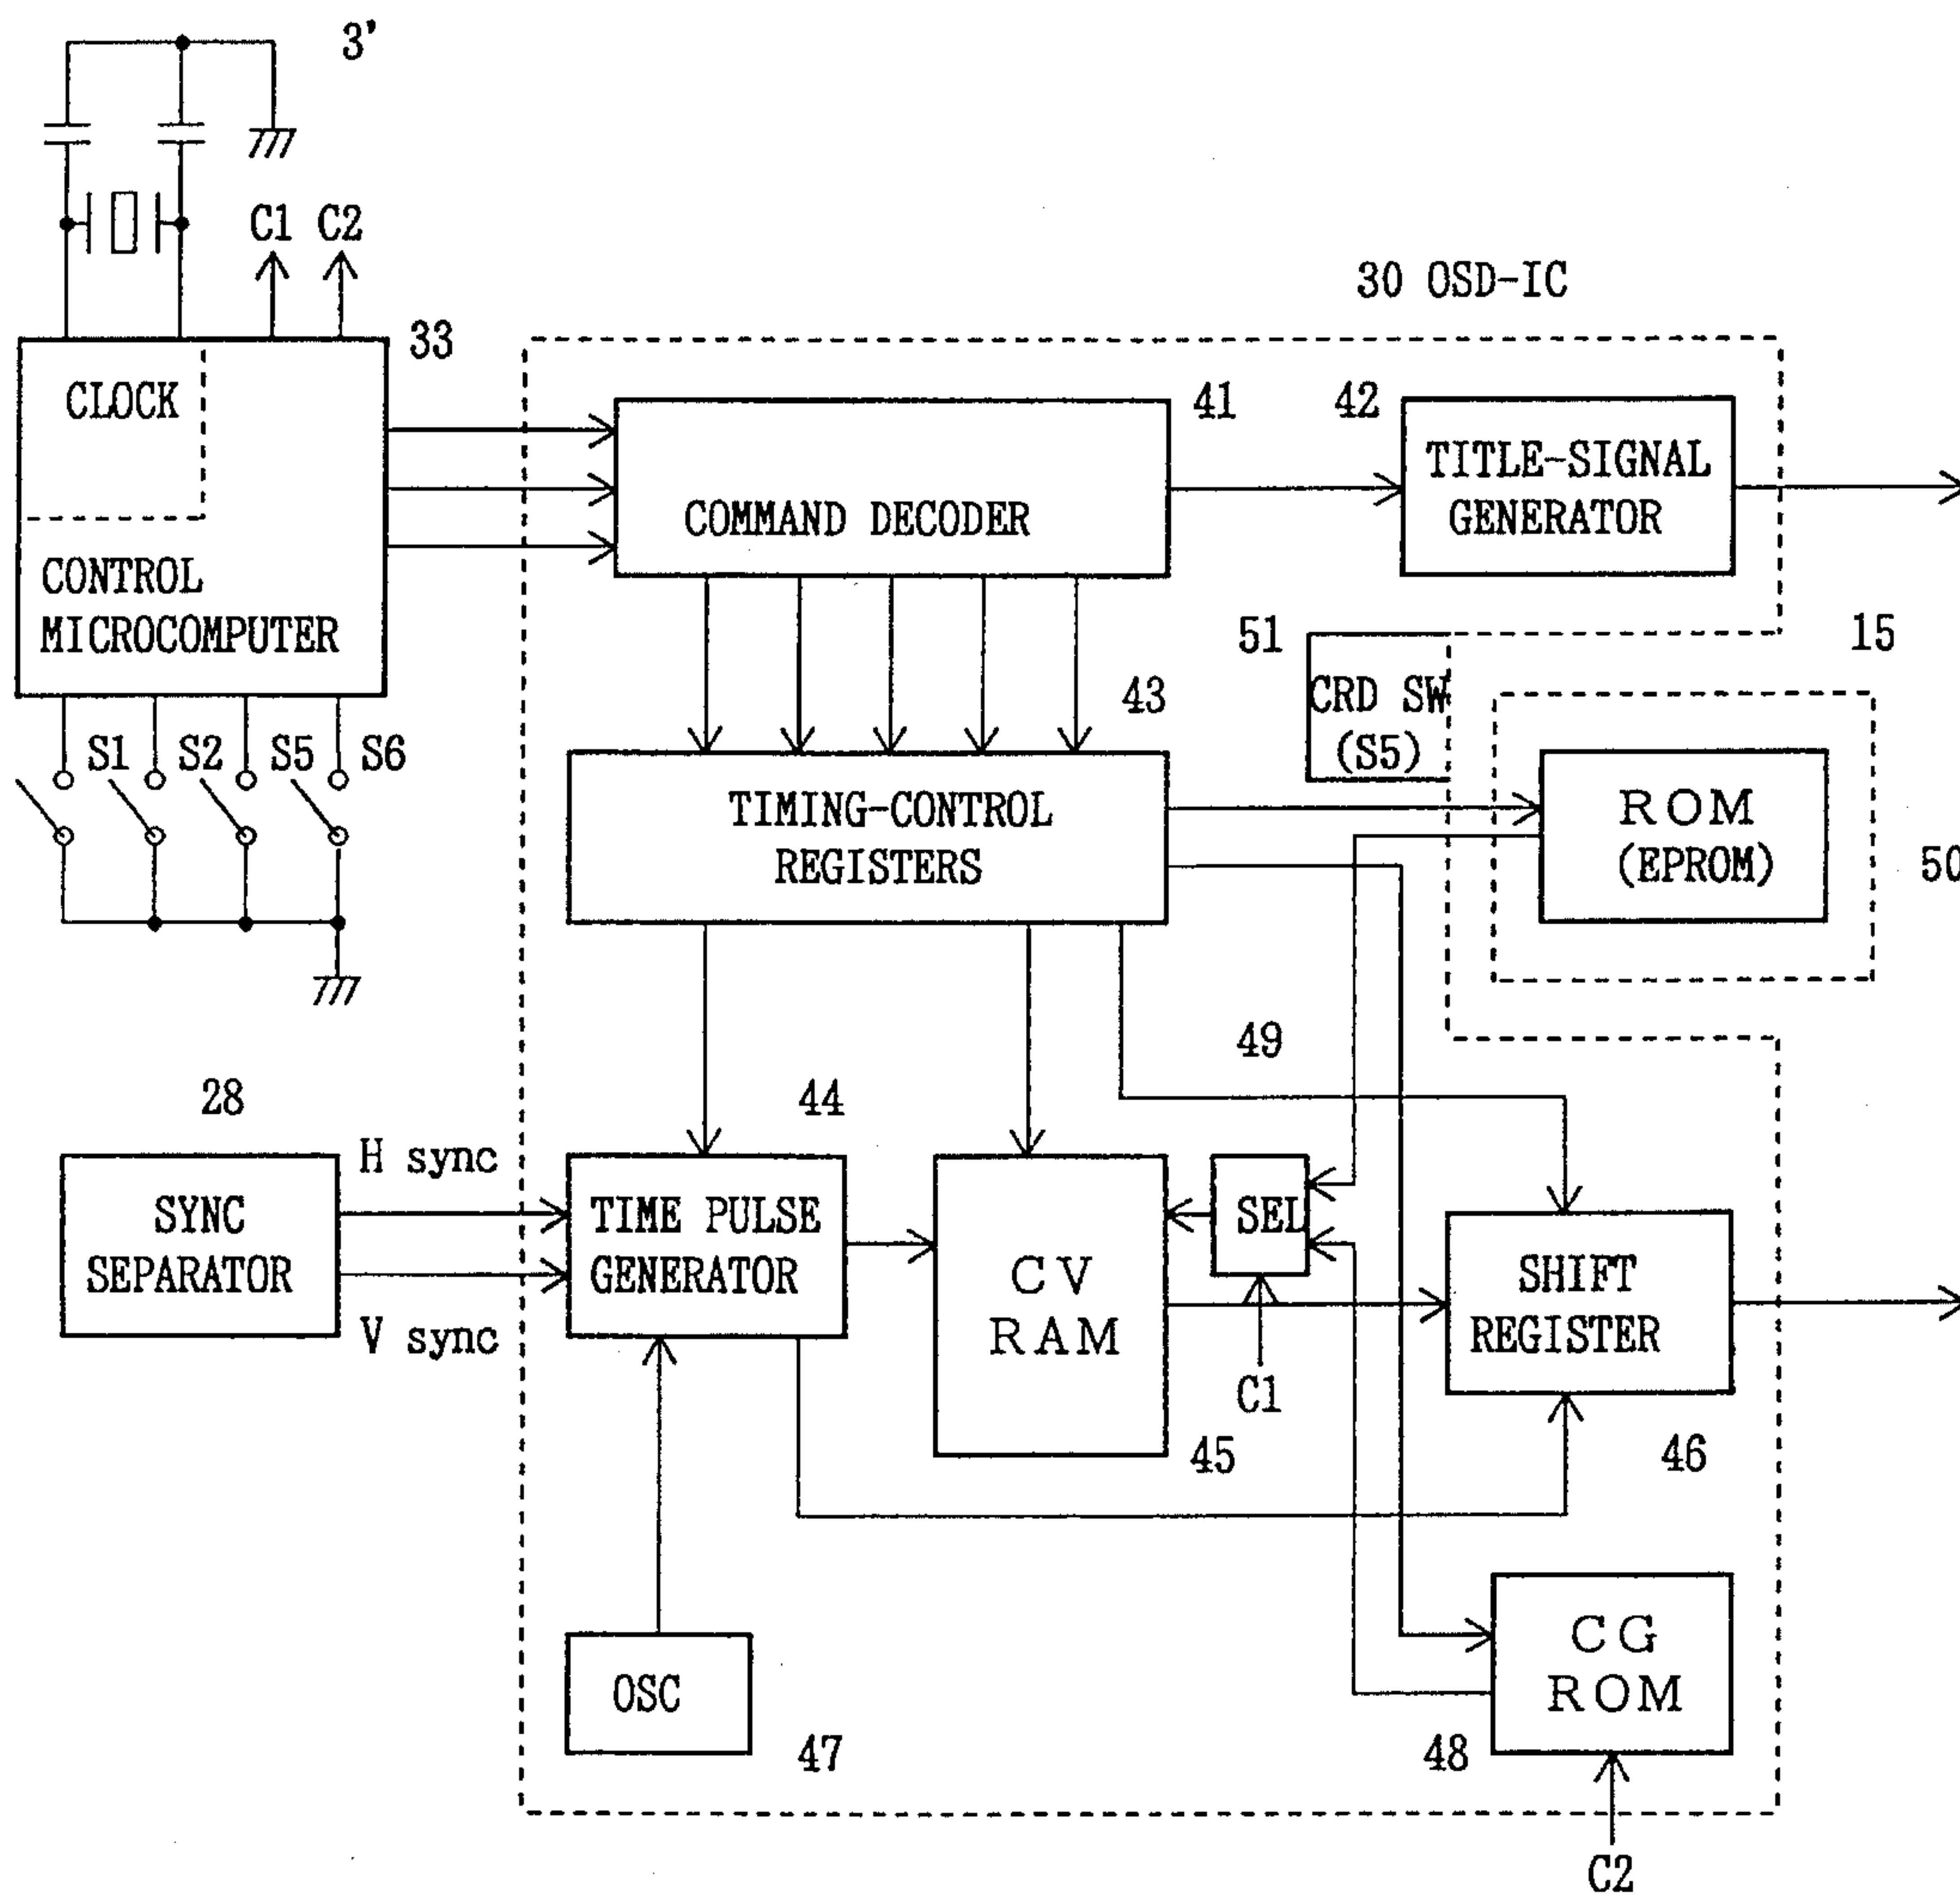 3'
C1 C2
30 OSD-IC
33
CLOCK
41
42
TITLE-SIGNAL
GENERATOR
COMMAND DECODER
CONTROL
MICROCOMPUTER
51
15
CRD SW
(S5)
43
S1
S2
S5
S6
TIMING-CONTROL
REGISTERS
ROM
(EPROM)
50
49
28
44
H sync
SYNC
SEPARATOR
V sync
TIME PULSE
GENERATOR
CV
RAM
SEL
SHIFT
REGISTER
C1
45
46
OSC
CG
ROM
47
48
C2